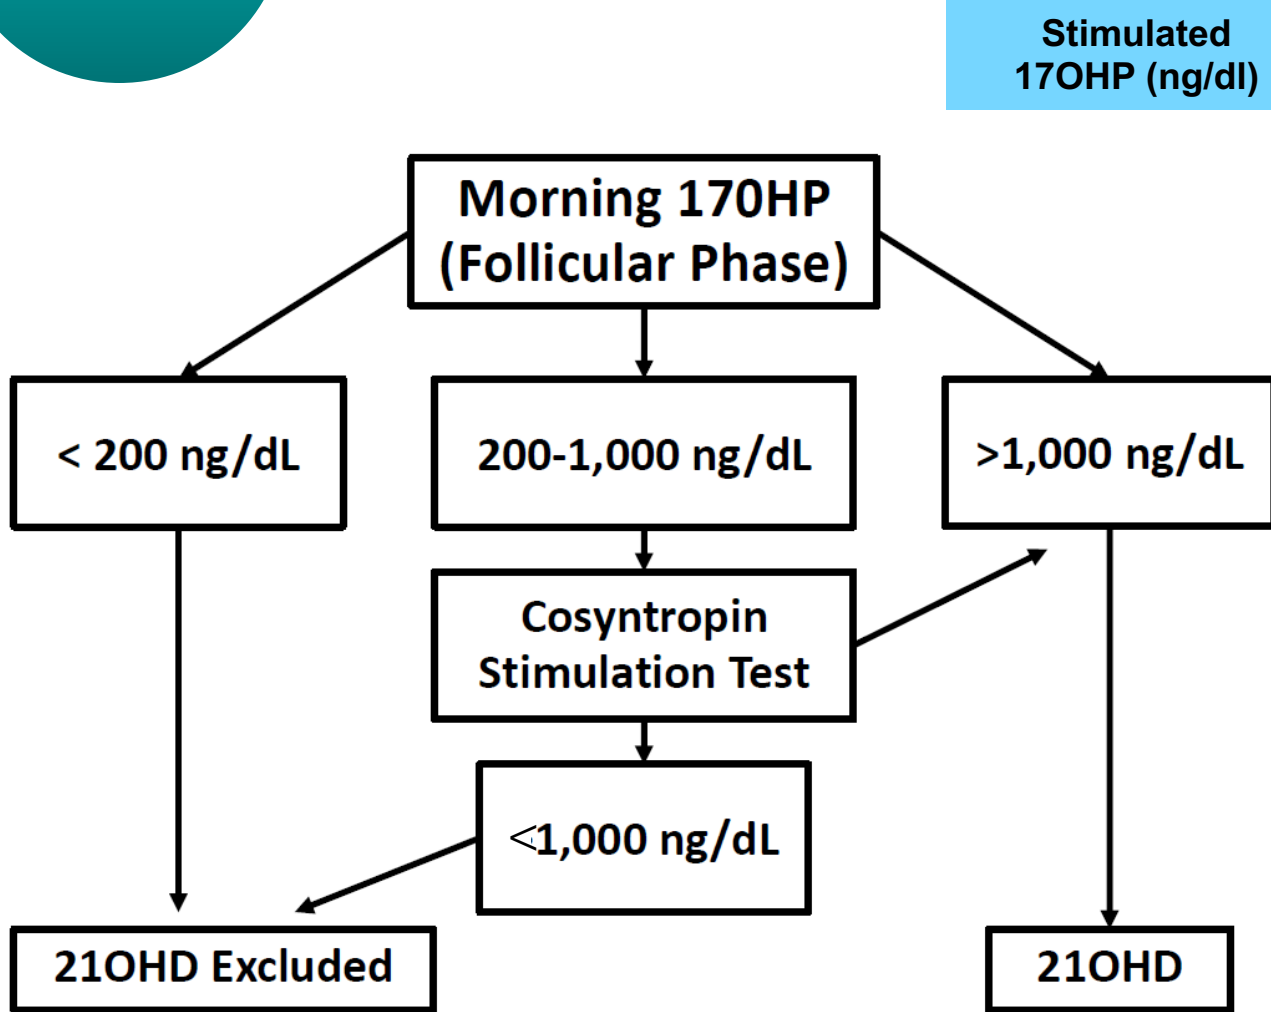 Stimulated
17OHP (ng/dl)
Morning 170HP
(Follicular Phase)
< 200 ng/dL
200-1,000 ng/dL
>1,000 ng/dL
Cosyntropin
Stimulation Test
<1,000 ng/dL
21OHD Excluded
21OHD